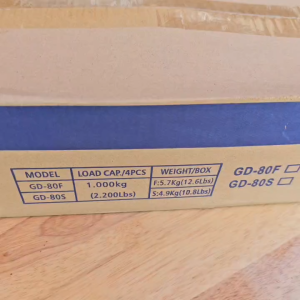 MODEL LOAD CAP./4PCS WEIGHT/BOX
GD-80F 1.000kg F:5.7Kg(12.6Lbs)
GD-80S (2.200Lbs) S:4.9Kg(10.8Lbs)
GD-80F
GD-80S